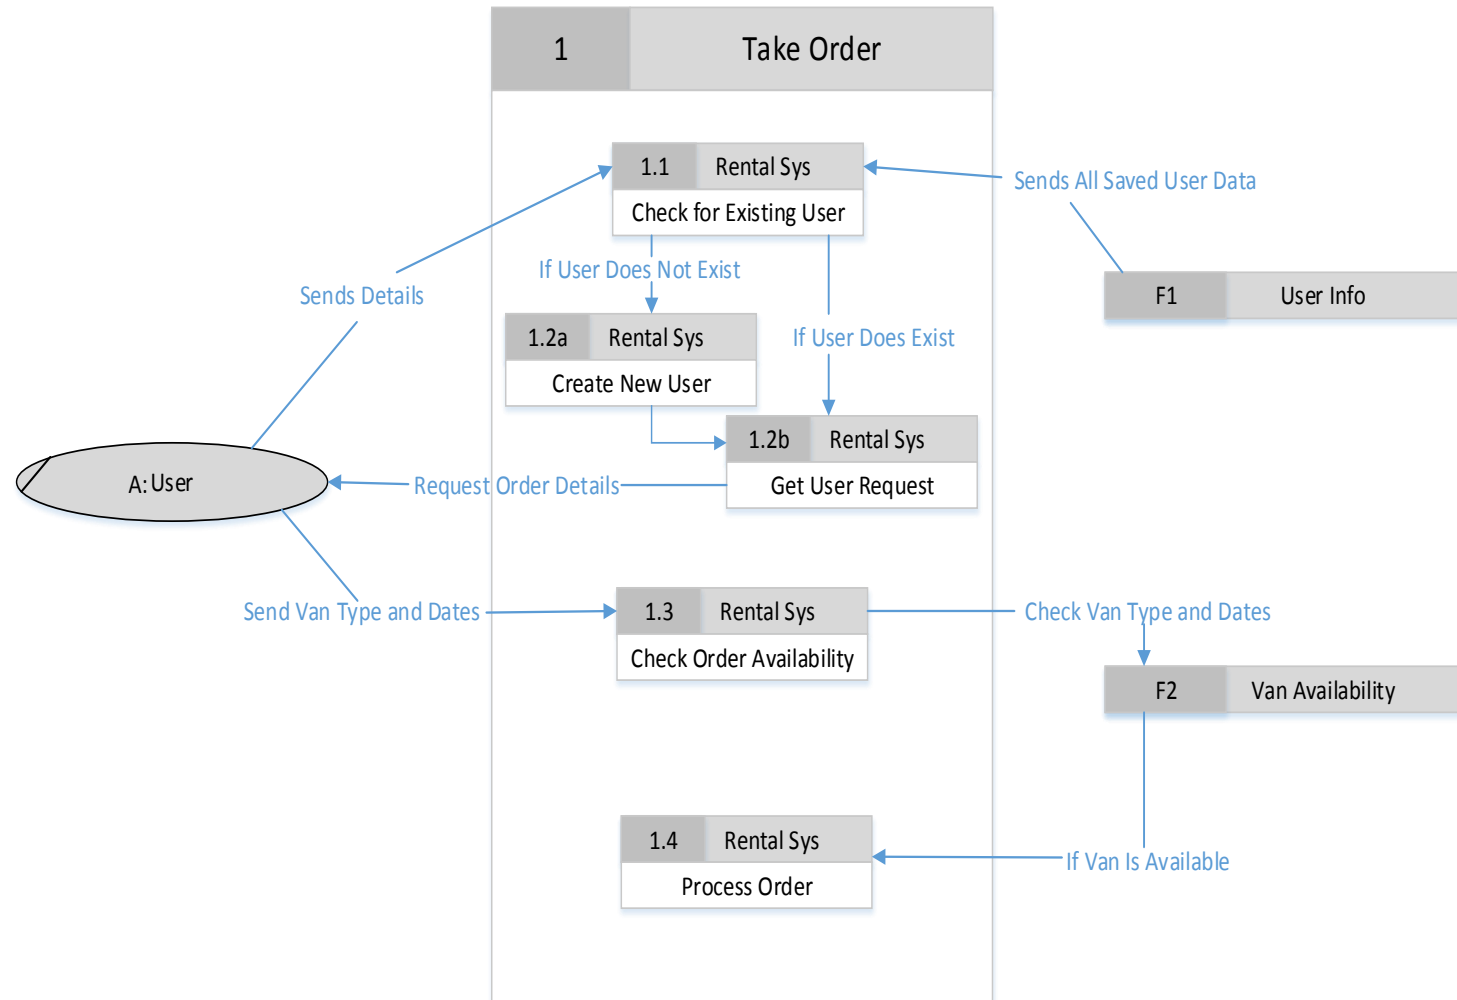 1 Take Order
1.1 Rental Sys
Check for Existing User
Sends All Saved User Data
If User Does Not Exist
Sends Details
F1 User Info
1.2a Rental Sys
If User Does Exist
Create New User
1.2b Rental Sys
A: User
Request Order Details
Get User Request
Send Van Type and Dates
1.3 Rental Sys
Check Van Type and Dates
Check Order Availability
F2 Van Availability
1.4 Rental Sys
If Van Is Available
Process Order